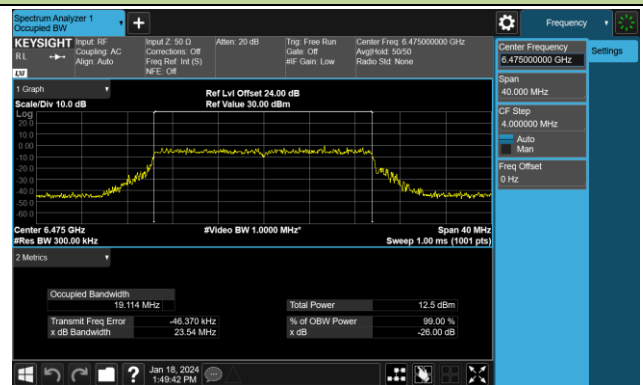 Spectrum Analyzer 1
Occupied BW
+
Frequency
KEYSIGHT
RL
Input: RF
Coupling: AC
Align: Auto
Input Z: 50 Ω
Corrections: Off
Freq Ref: Int (S)
NFE: Off
Atten: 20 dB
Trig: Free Run
Gate: Off
#IF Gain: Low
Center Freq: 6.475000000 GHz
Avg|Hold: 50/50
Radio Std: None
LXI
Center Frequency
6.475000000 GHz
Settings
Span
40.000 MHz
CF Step
4.000000 MHz
Auto
Man
Freq Offset
0 Hz
1 Graph
Scale/Div 10.0 dB
Ref Lvl Offset 24.00 dB
Ref Value 30.00 dBm
Log
20.0
10.0
0.00
-10.0
-20.0
-30.0
-40.0
-50.0
-60.0
Center 6.475 GHz
#Res BW 300.00 kHz
#Video BW 1.0000 MHz*
Span 40 MHz
Sweep 1.00 ms (1001 pts)
2 Metrics
Occupied Bandwidth
19.114 MHz
Total Power 12.5 dBm
Transmit Freq Error -46.370 kHz
% of OBW Power 99.00 %
x dB Bandwidth 23.54 MHz
x dB -26.00 dB
?
Jan 18, 2024
1:49:42 PM